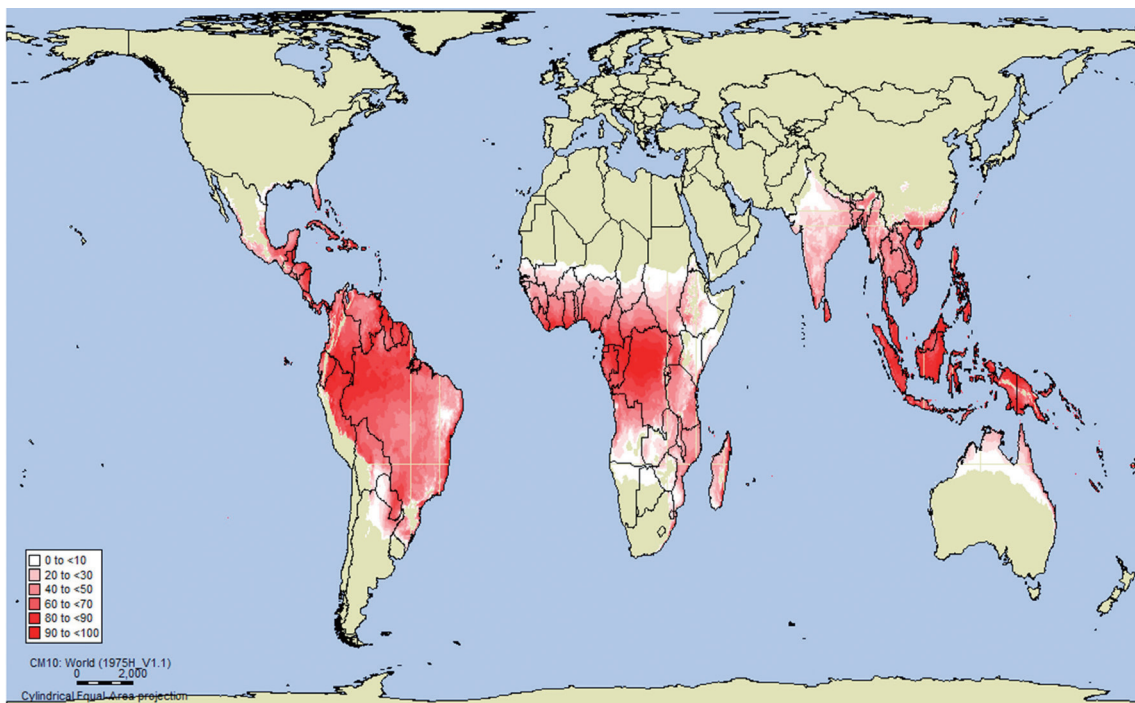 0 to <10
20 to <30
40 to <50
60 to <70
80 to <90
90 to <100
CM10: World (1975H_V1.1)
0 2,000
Cylindrical Equal-Area projection